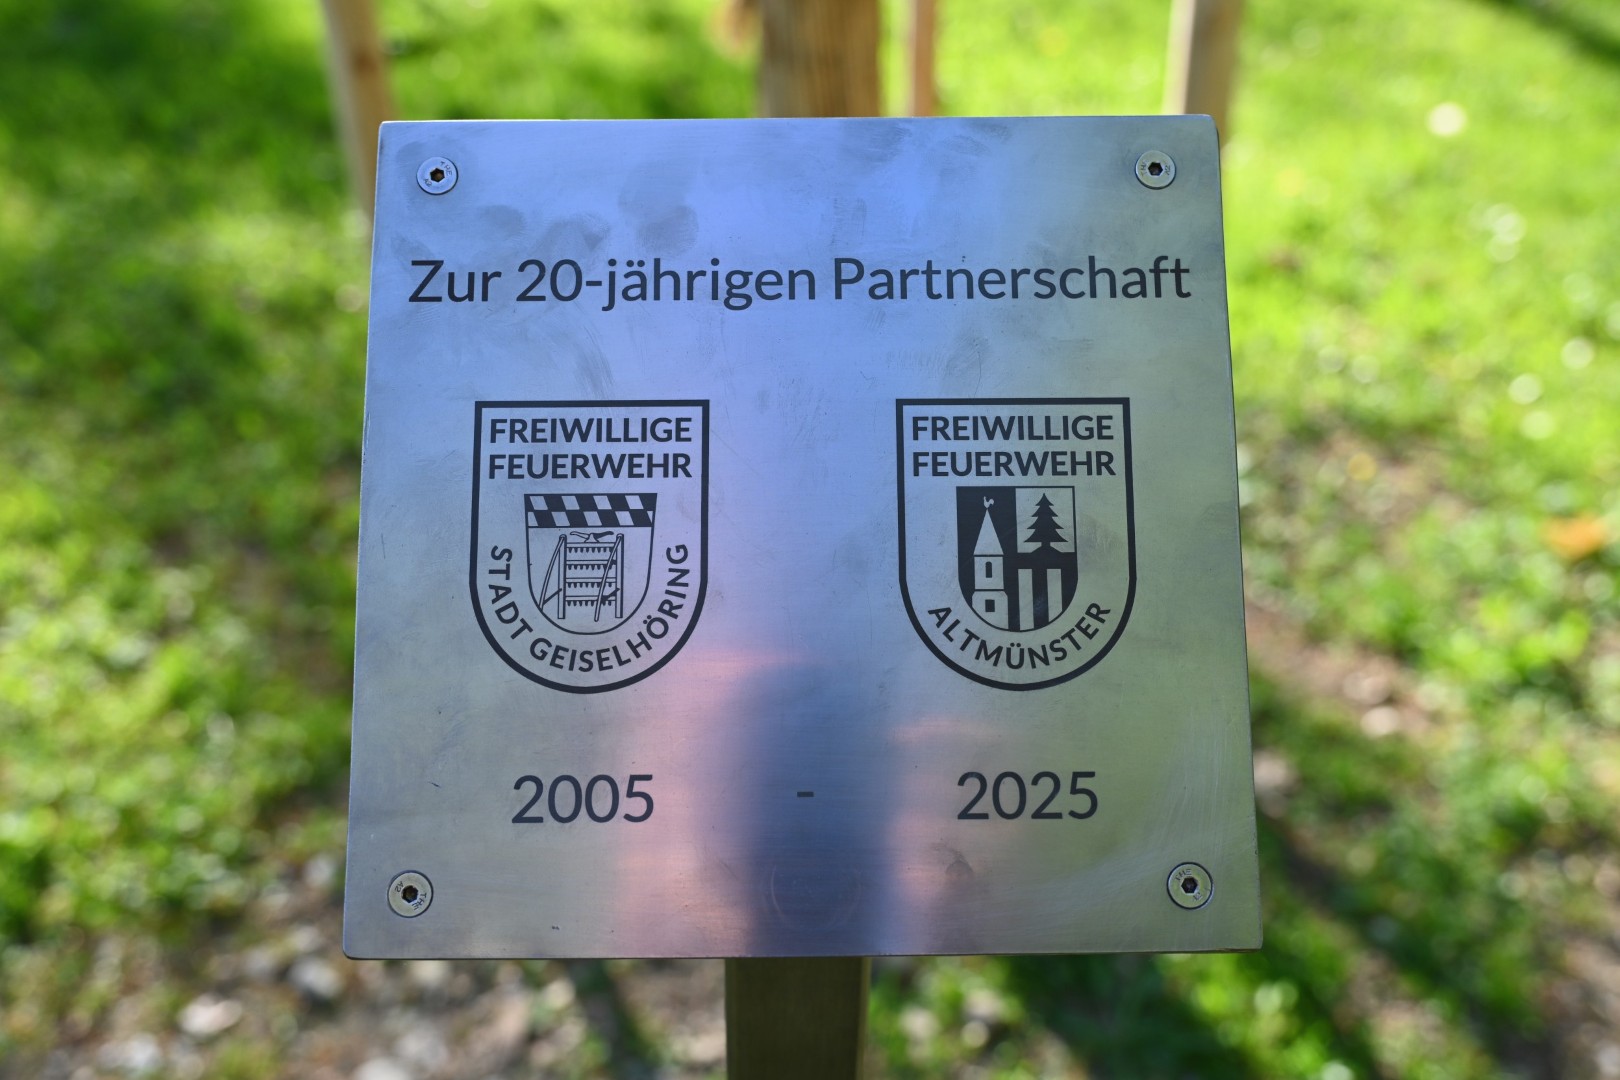 Zur 20-jährigen Partnerschaft
FREIWILLIGE
FEUERWEHR
STADT GEISELHÖRING
FREIWILLIGE
FEUERWEHR
ALTMÜNSTER
2005 - 2025